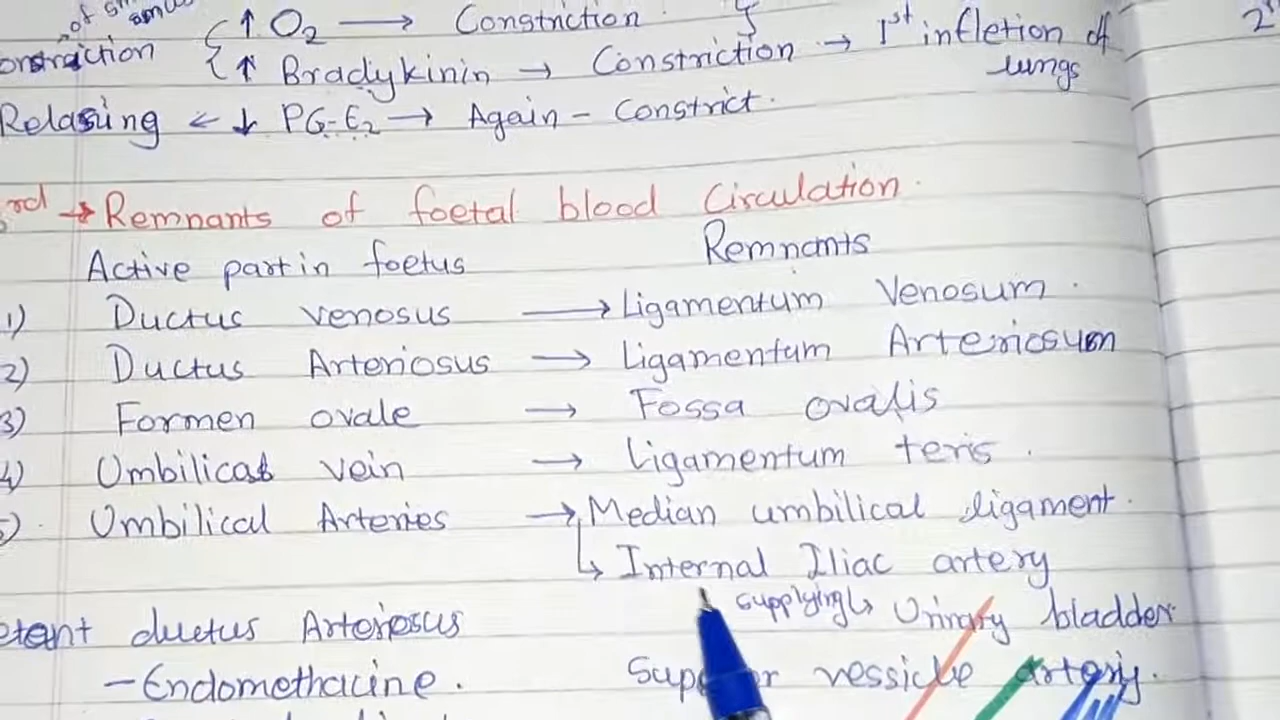 of
↑ O2 → Constriction
↑ Bradykinin → Constriction → 1st infletion of
lungs
Relasing ← ↓ PG-E2 → Again - Constrict.
rd → Remnants of foetal blood Circulation.
Active part in foetus Remnants
1) Ductus venosus → Ligamentum Venosum.
2) Ductus Arteriosus → Ligamentum Arteriosum
3) Formen ovale → Fossa ovalis
4) Umbilical vein → Ligamentum teris.
5). Umbilical Arteries → Median umbilical ligament.
↳ Internal Iliac artery
supplying ↳ Urinary bladder
ductus Arteriosus
- Endomethacine. vessicle artery.